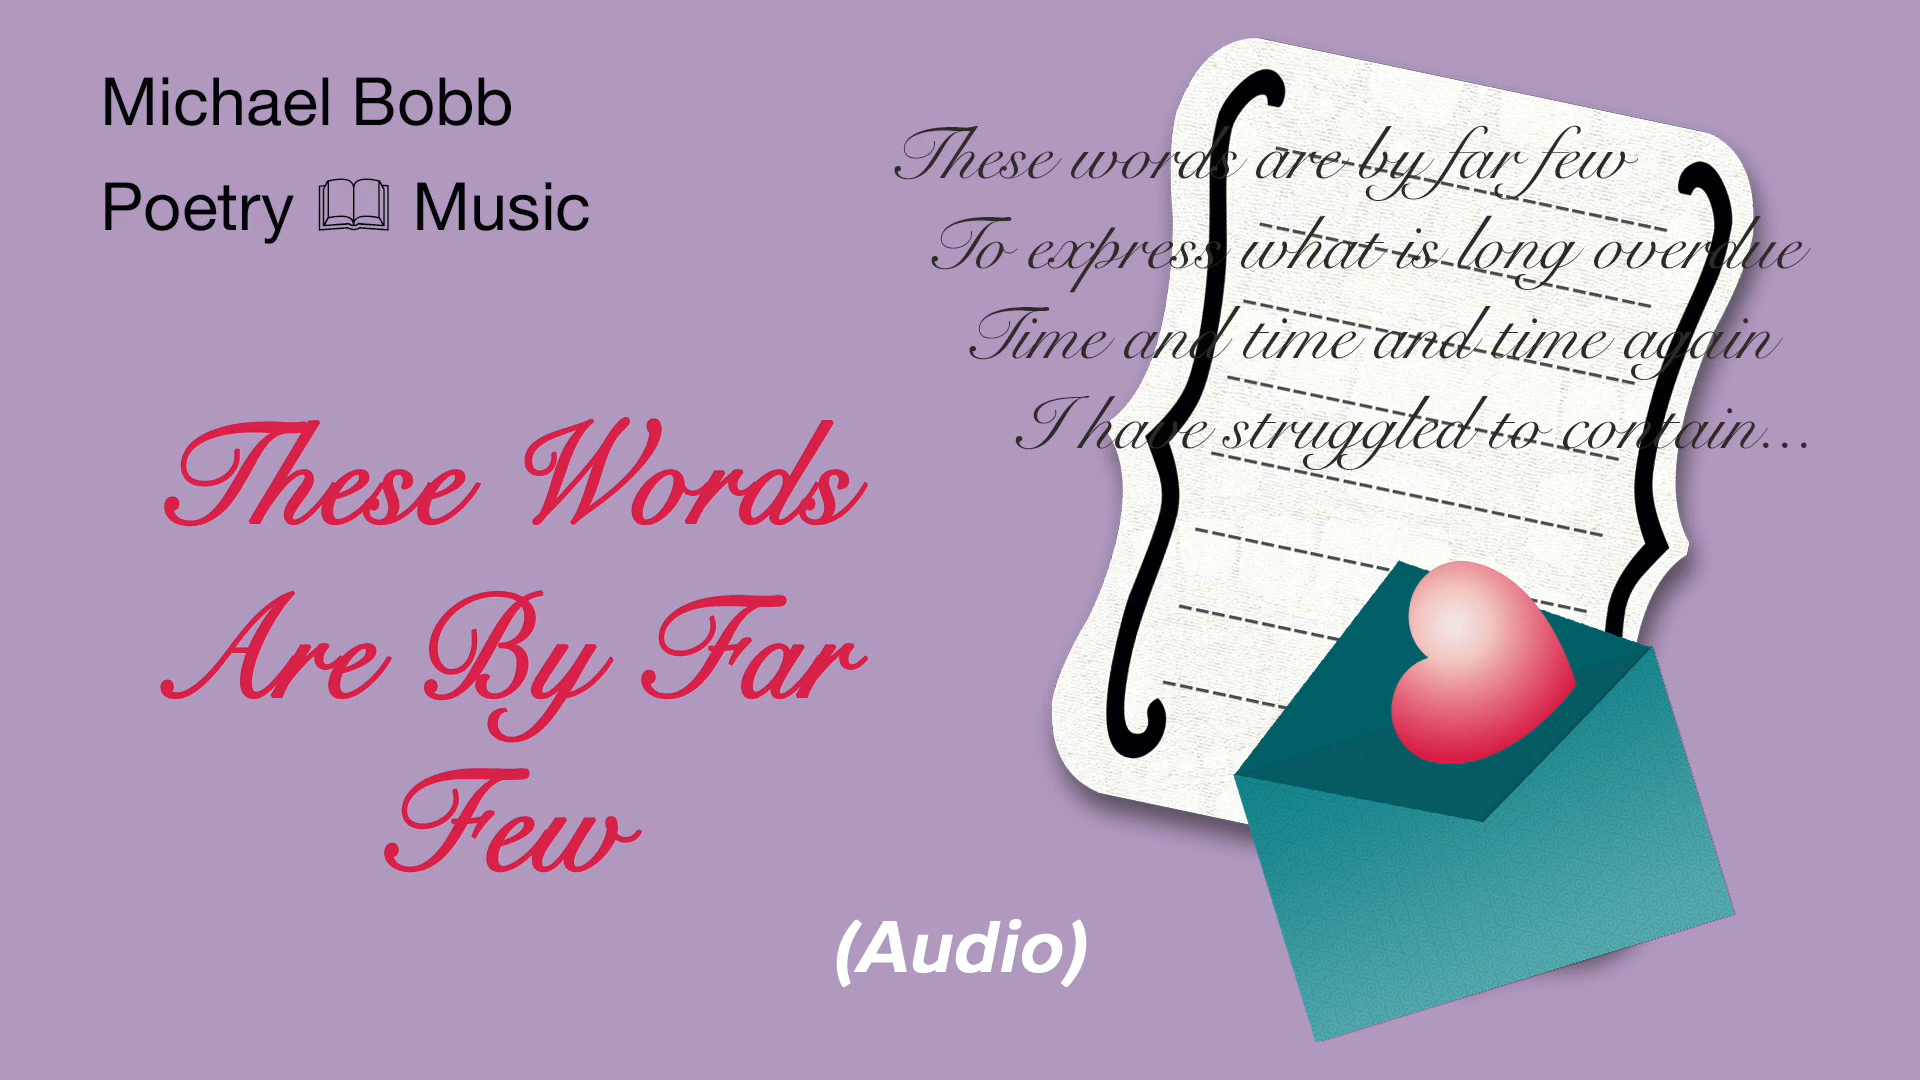 Michael Bobb
Poetry 📖 Music
These words are by far few
To express what is long overdue
Time and time and time again
I have struggled to contain...
These Words
Are By Far
Few
(Audio)